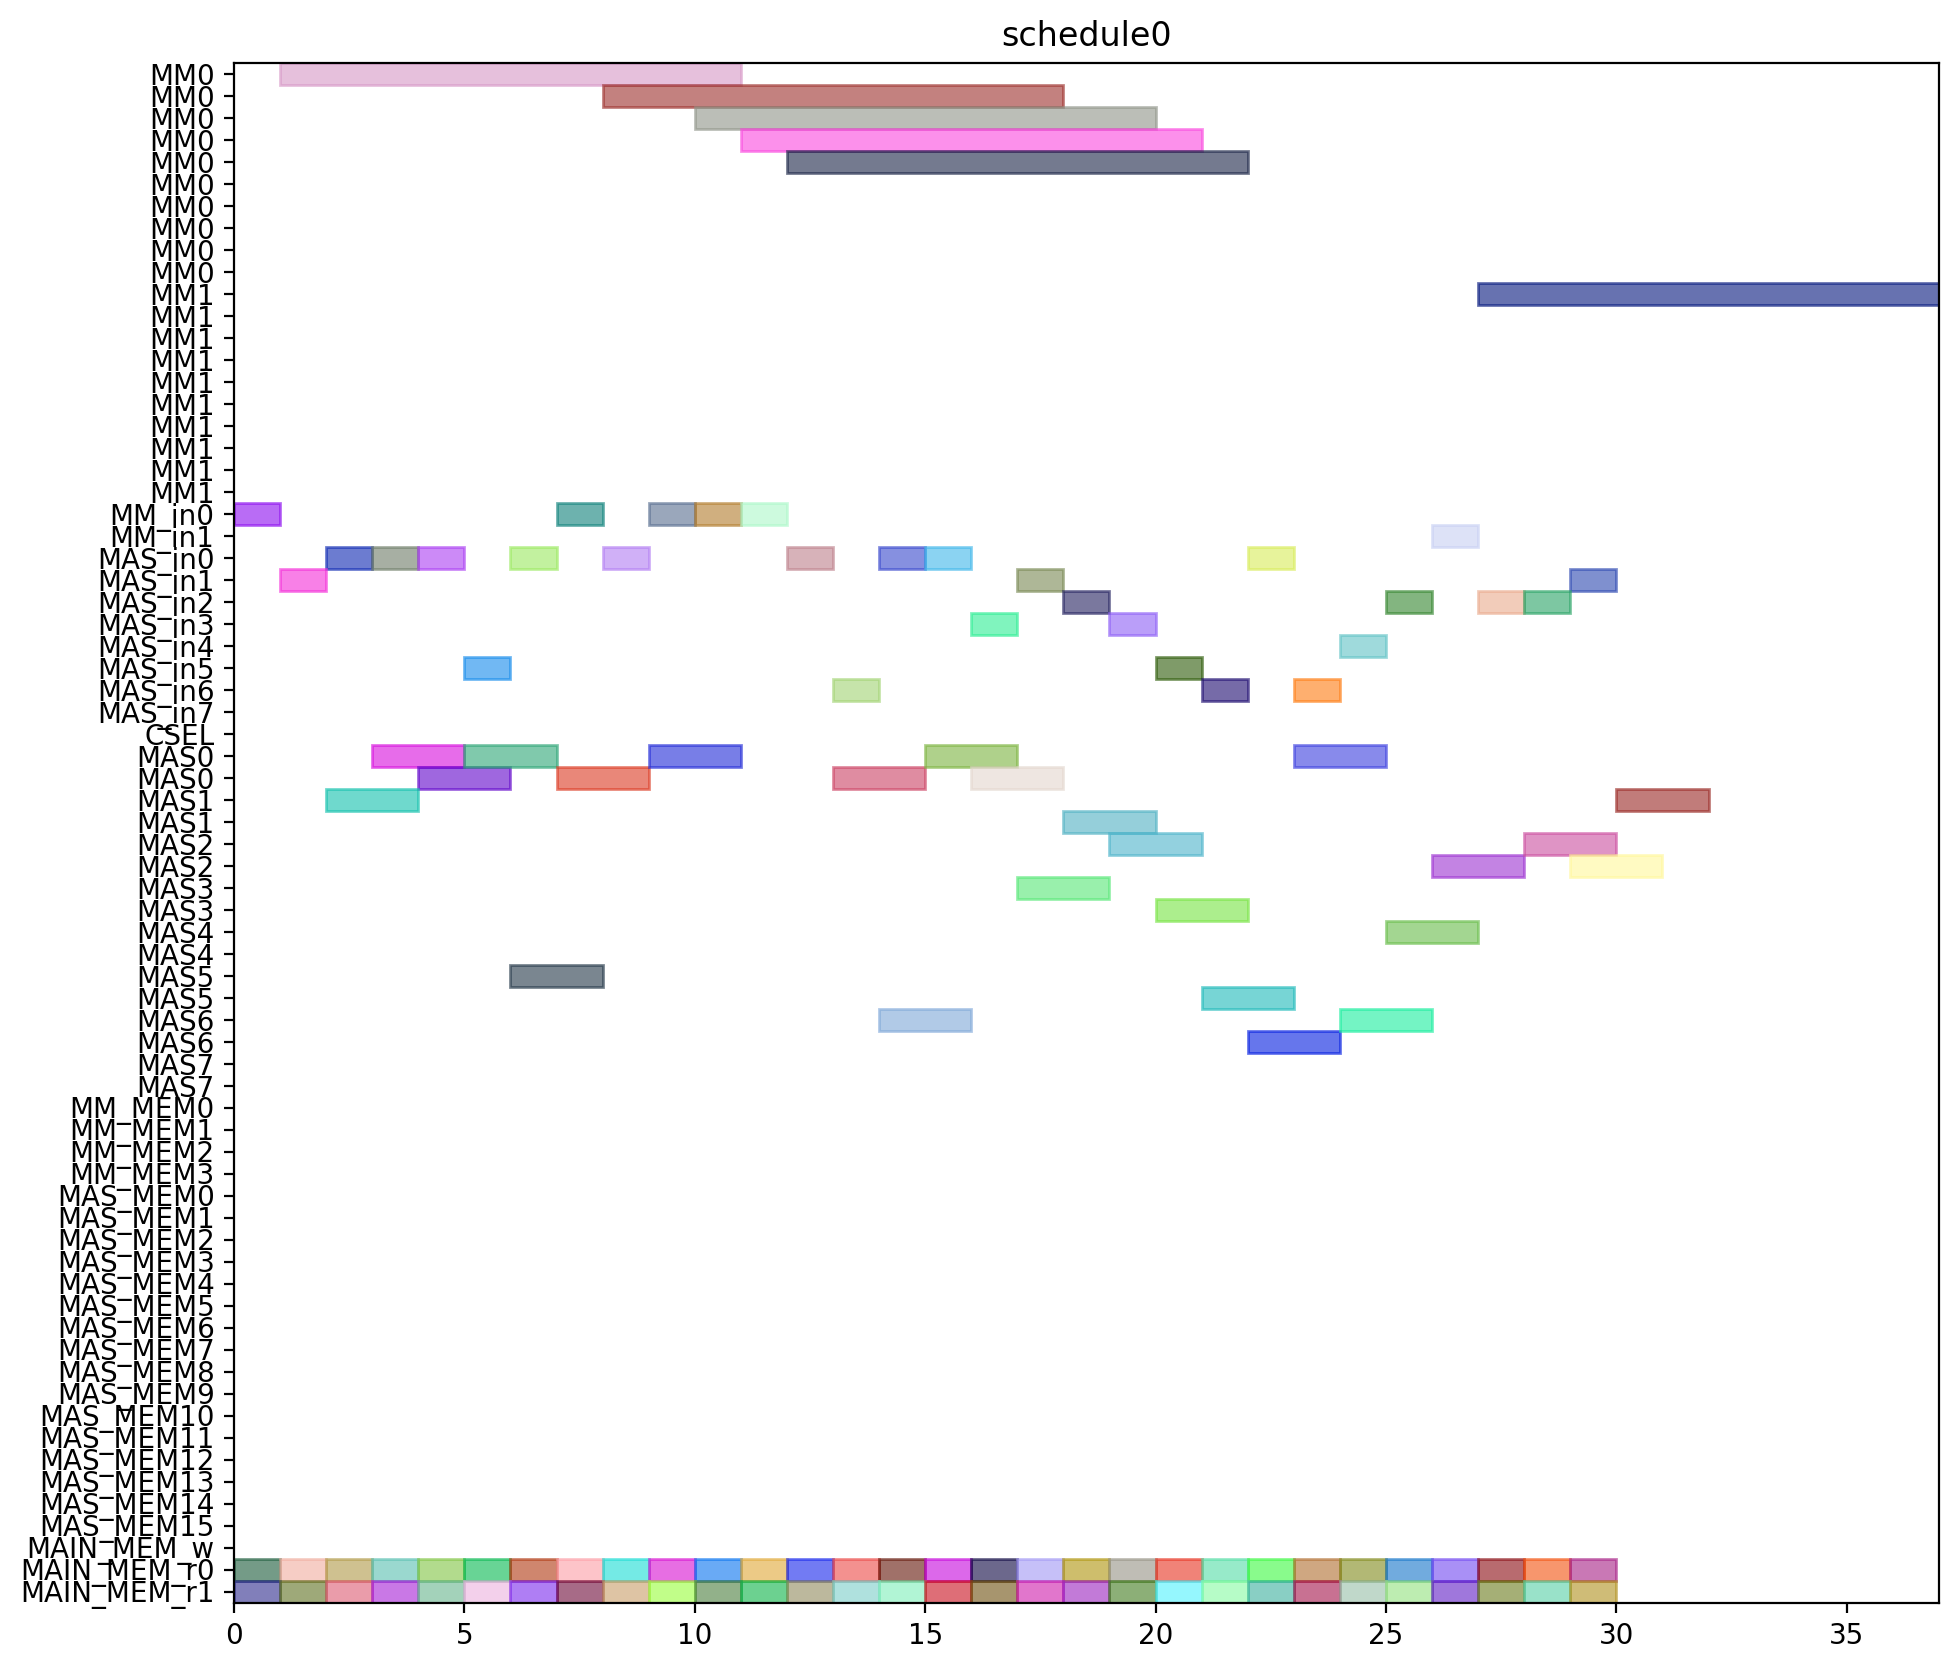 schedule0
MM0
MM0
MM0
MM0
MM0
MM0
MM0
MM0
MM0
MM0
MM1
MM1
MM1
MM1
MM1
MM1
MM1
MM1
MM1
MM1
MM_in0
MM_in1
MAS_in0
MAS_in1
MAS_in2
MAS_in3
MAS_in4
MAS_in5
MAS_in6
MAS_in7
CSEL
MAS0
MAS0
MAS1
MAS1
MAS2
MAS2
MAS3
MAS3
MAS4
MAS4
MAS5
MAS5
MAS6
MAS6
MAS7
MAS7
MM_MEM0
MM_MEM1
MM_MEM2
MM_MEM3
MAS_MEM0
MAS_MEM1
MAS_MEM2
MAS_MEM3
MAS_MEM4
MAS_MEM5
MAS_MEM6
MAS_MEM7
MAS_MEM8
MAS_MEM9
MAS_MEM10
MAS_MEM11
MAS_MEM12
MAS_MEM13
MAS_MEM14
MAS_MEM15
MAIN_MEM_w
MAIN_MEM_r0
MAIN_MEM_r1
0 5 10 15 20 25 30 35